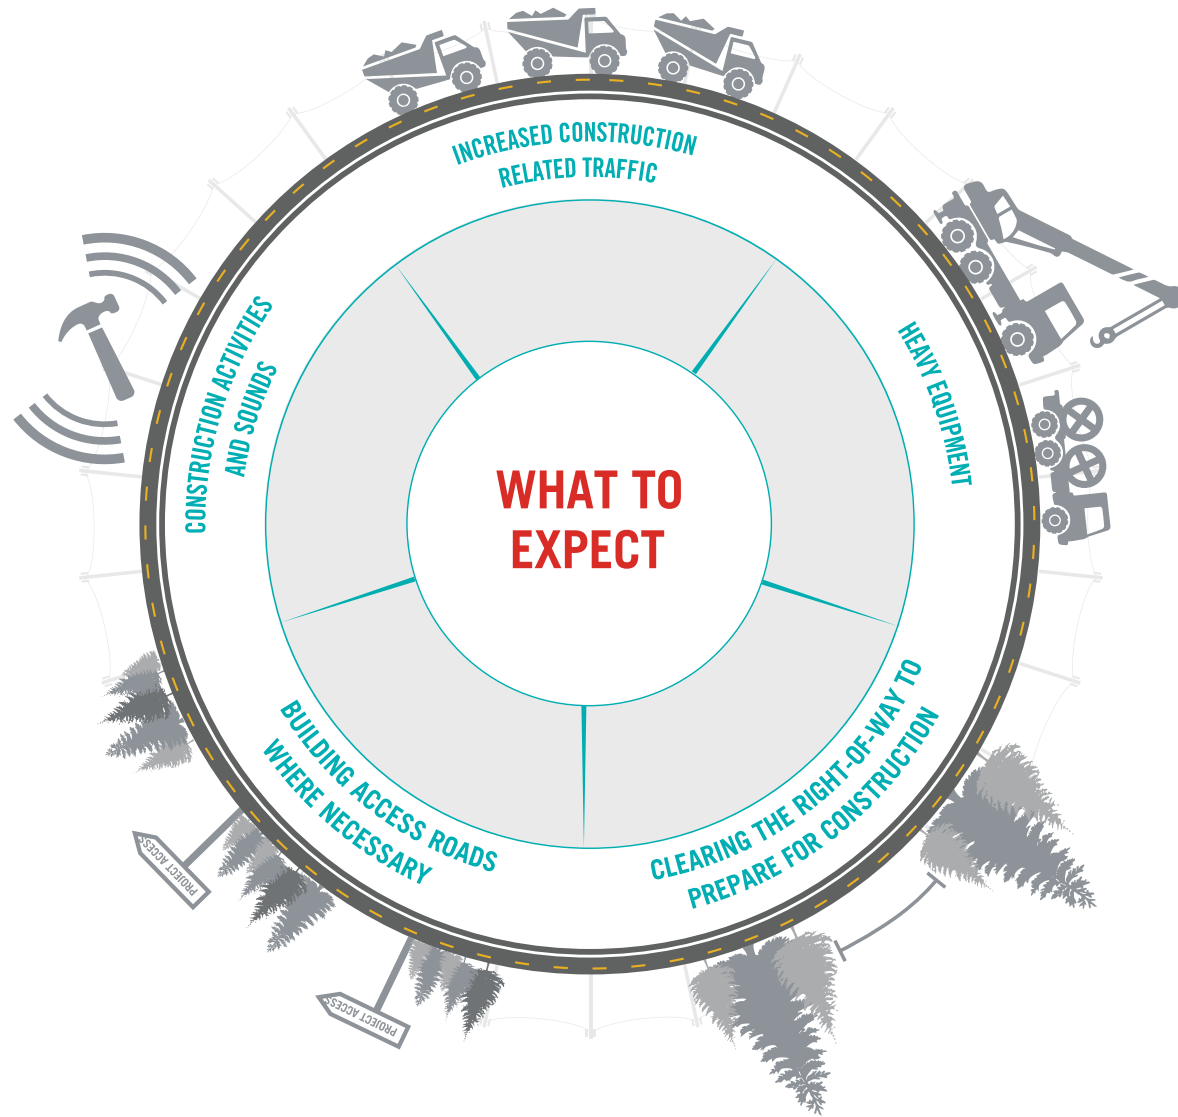 INCREASED CONSTRUCTION
RELATED TRAFFIC
HEAVY EQUIPMENT
CLEARING THE RIGHT-OF-WAY TO
PREPARE FOR CONSTRUCTION
BUILDING ACCESS ROADS
WHERE NECESSARY
CONSTRUCTION ACTIVITIES
AND SOUNDS
WHAT TO
EXPECT
PROJECT ACCESS
PROJECT ACCESS